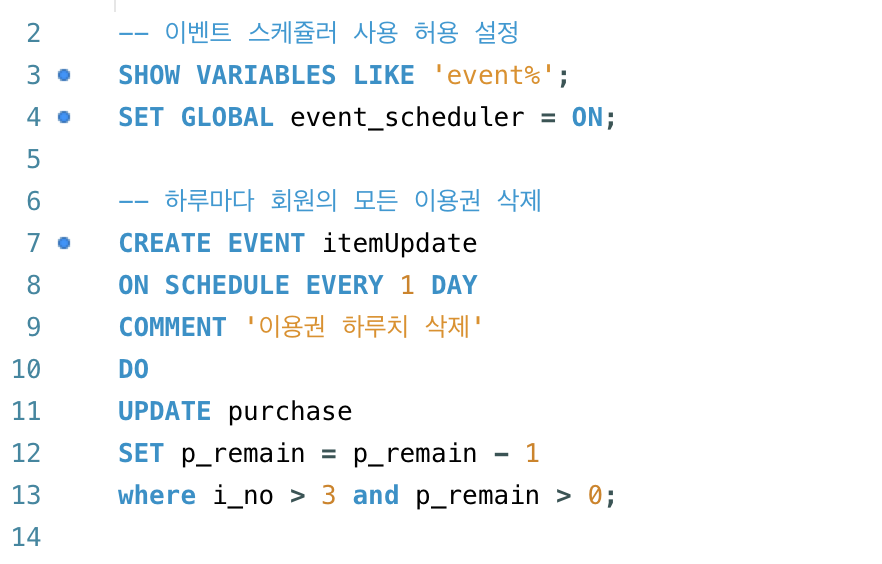 2 -- 이벤트 스케쥴러 사용 허용 설정
3 SHOW VARIABLES LIKE 'event%';
4 SET GLOBAL event_scheduler = ON;
5
6 -- 하루마다 회원의 모든 이용권 삭제
7 CREATE EVENT itemUpdate
8 ON SCHEDULE EVERY 1 DAY
9 COMMENT '이용권 하루치 삭제'
10 DO
11 UPDATE purchase
12 SET p_remain = p_remain - 1
13 where i_no > 3 and p_remain > 0;
14